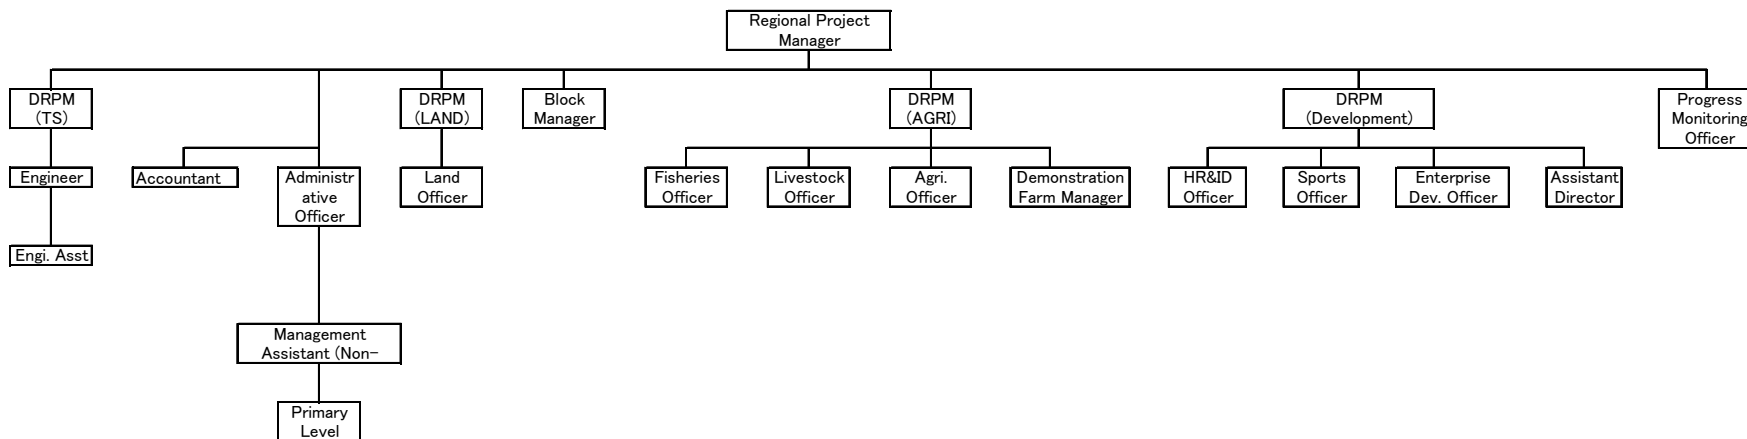 Regional Project
Manager
DRPM
(TS)
DRPM
(LAND)
Block
Manager
DRPM
(AGRI)
DRPM
(Development)
Progress
Monitoring
Officer
Engineer
Accountant
Administr
ative
Officer
Land
Officer
Fisheries
Officer
Livestock
Officer
Agri.
Officer
Demonstration
Farm Manager
HR&ID
Officer
Sports
Officer
Enterprise
Dev. Officer
Assistant
Director
Engi. Asst
Management
Assistant (Non-
Primary
Level